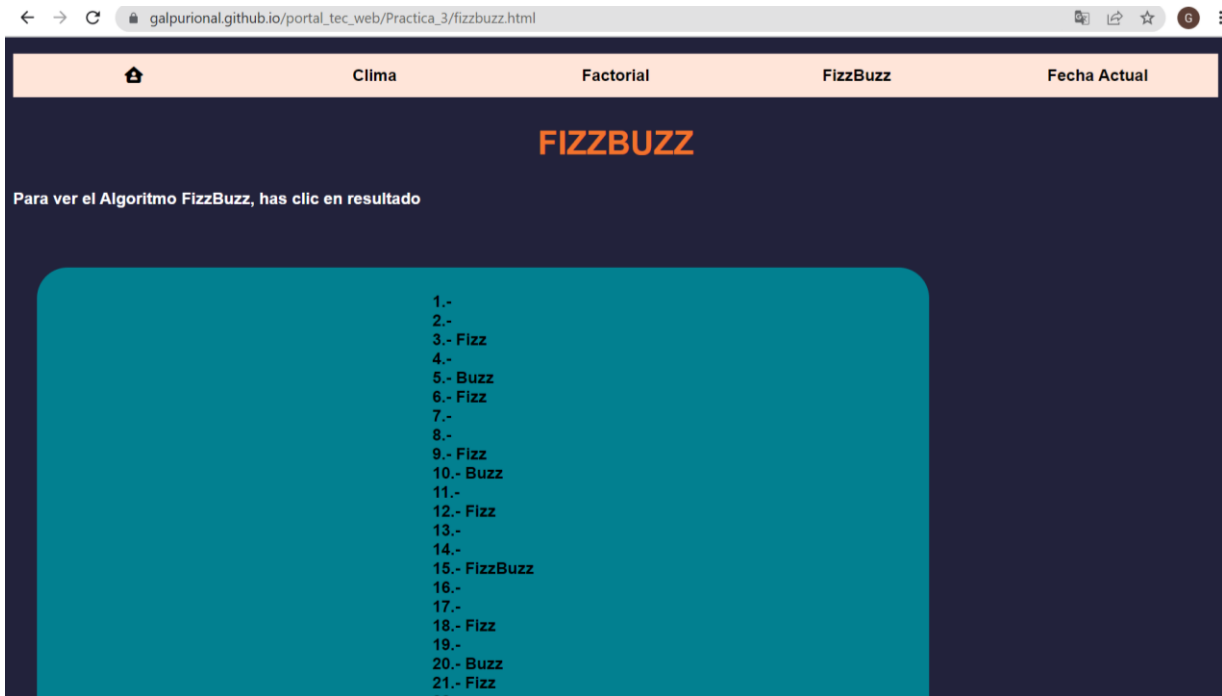 galpurional.github.io/portal_tec_web/Practica_3/fizzbuzz.html
G
Clima Factorial FizzBuzz Fecha Actual
FIZZBUZZ
Para ver el Algoritmo FizzBuzz, has clic en resultado
1.-
2.-
3.- Fizz
4.-
5.- Buzz
6.- Fizz
7.-
8.-
9.- Fizz
10.- Buzz
11.-
12.- Fizz
13.-
14.-
15.- FizzBuzz
16.-
17.-
18.- Fizz
19.-
20.- Buzz
21.- Fizz